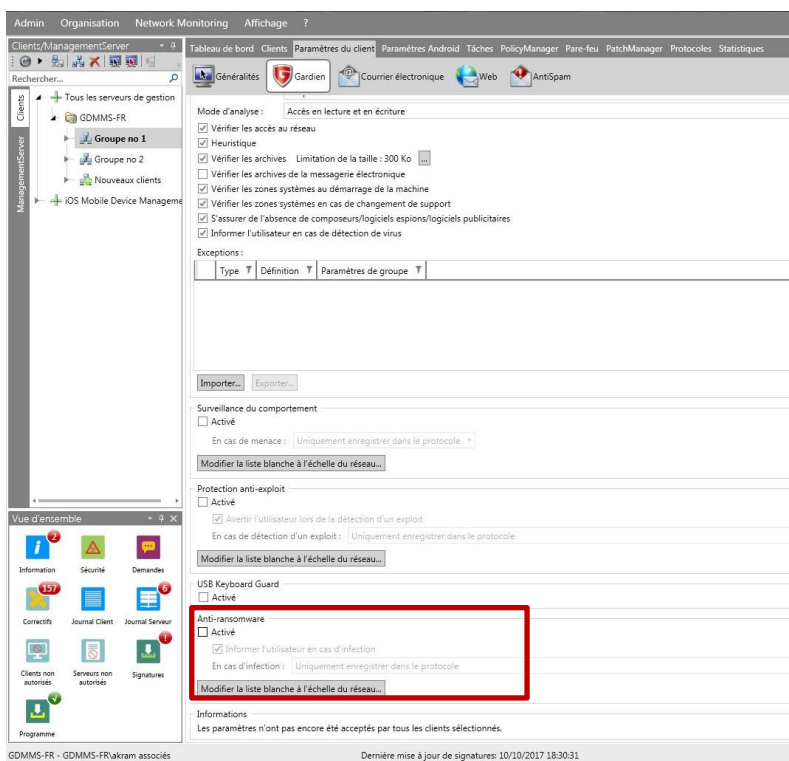 Admin Organisation Network Monitoring Affichage ?
Clients/ManagementServer
Rechercher...
Clients
ManagementServer
Tous les serveurs de gestion
GDMMS-FR
Groupe no 1
Groupe no 2
Nouveaux clients
iOS Mobile Device Manageme
Tableau de bord Clients Paramètres du client Paramètres Android Tâches PolicyManager Pare-feu PatchManager Protocoles Statistiques
Généralités Gardien Courrier électronique Web AntiSpam
Mode d'analyse : Accès en lecture et en écriture
Vérifier les accès au réseau
Heuristique
Vérifier les archives Limitation de la taille : 300 Ko ...
Vérifier les archives de la messagerie électronique
Vérifier les zones systèmes au démarrage de la machine
Vérifier les zones systèmes en cas de changement de support
S'assurer de l'absence de composeurs/logiciels espions/logiciels publicitaires
Informer l'utilisateur en cas de détection de virus
Exceptions :
Type Définition Paramètres de groupe
Importer... Exporter...
Surveillance du comportement
Activé
En cas de menace : Uniquement enregistrer dans le protocole
Modifier la liste blanche à l'échelle du réseau...
Protection anti-exploit
Activé
Avertir l'utilisateur lors de la détection d'un exploit
En cas de détection d'un exploit : Uniquement enregistrer dans le protocole
Modifier la liste blanche à l'échelle du réseau...
USB Keyboard Guard
Activé
Anti-ransomware
Activé
Informer l'utilisateur en cas d'infection
En cas d'infection : Uniquement enregistrer dans le protocole
Modifier la liste blanche à l'échelle du réseau...
Informations
Les paramètres n'ont pas encore été acceptés par tous les clients sélectionnés.
Vue d'ensemble
2
Information Sécurité Demandes
157 6
Correctifs Journal Client Journal Serveur
!
Clients non autorisés Serveurs non autorisés Signatures
Programme
GDMMS-FR - GDMMS-FR\akram associés Dernière mise à jour de signatures: 10/10/2017 18:30:31